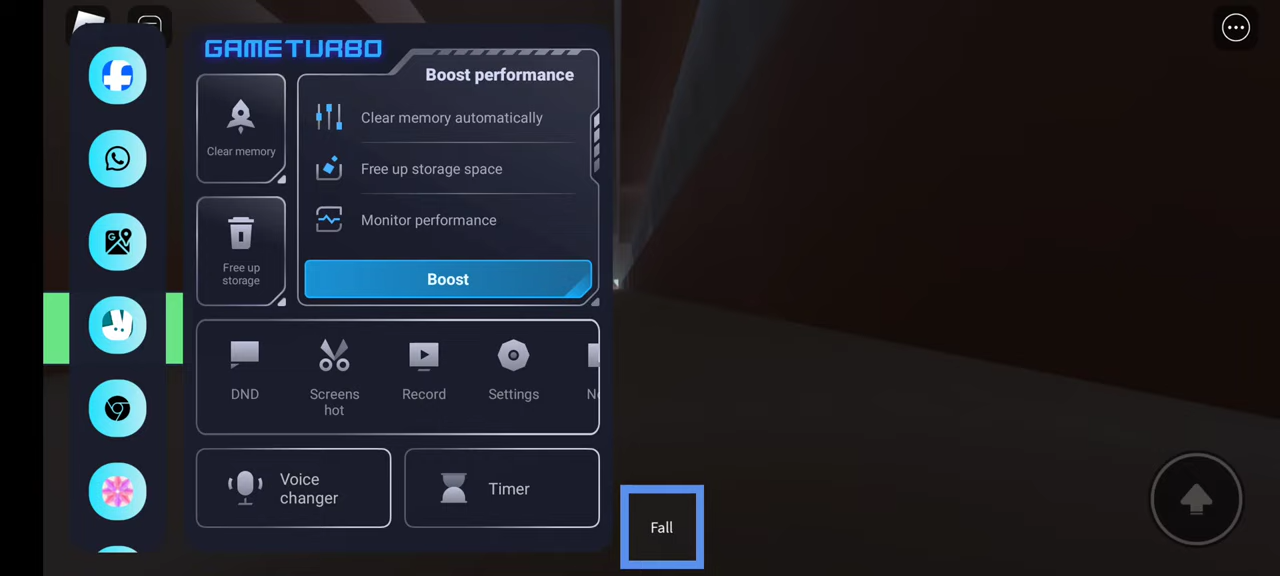 GAMETURBO
Boost performance
Clear memory
Clear memory automatically
Free up storage space
Monitor performance
Free up
storage
Boost
DND
Screens
hot
Record
Settings
Voice
changer
Timer
Fall